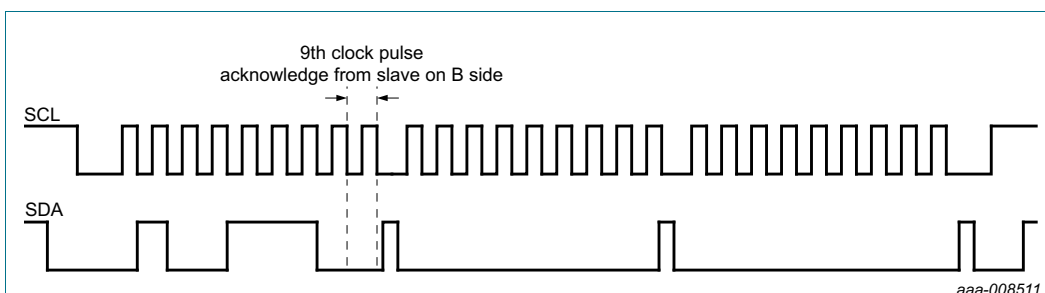 9th clock pulse
acknowledge from slave on B side
SCL
SDA
aaa-008511